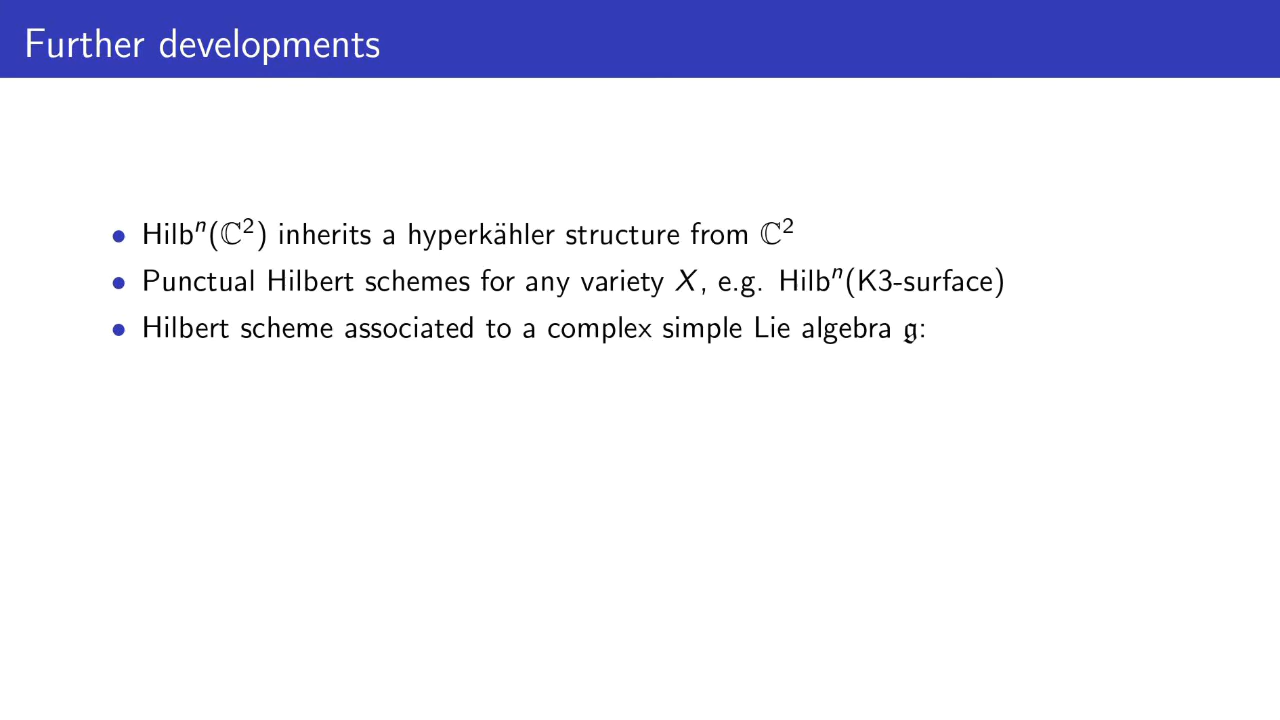 Further developments
• Hilbⁿ(ℂ²) inherits a hyperkähler structure from ℂ²
• Punctual Hilbert schemes for any variety X, e.g. Hilbⁿ(K3-surface)
• Hilbert scheme associated to a complex simple Lie algebra 𝔤: